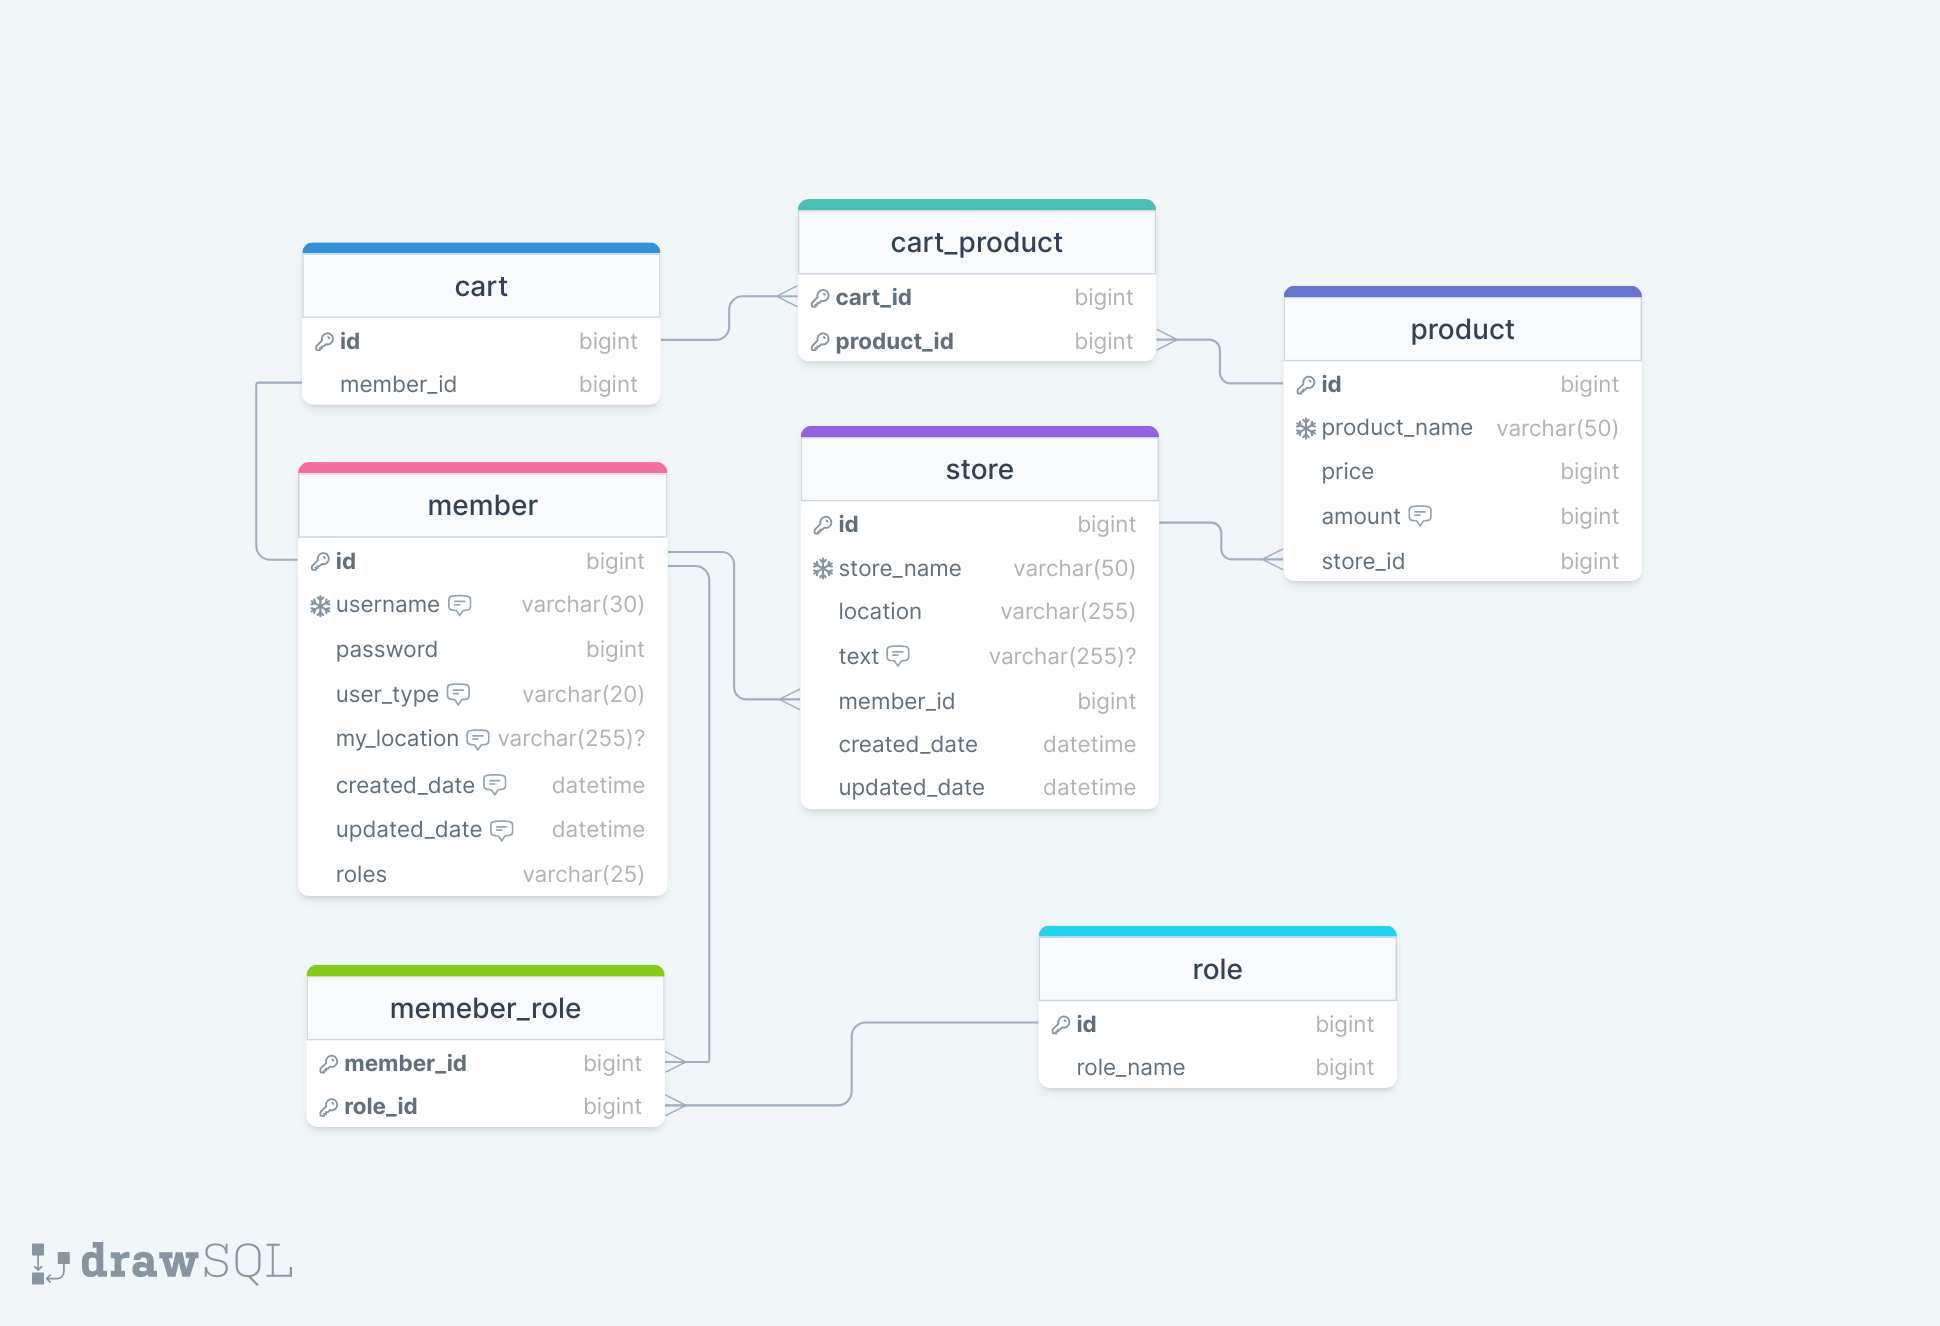 cart
id bigint
member_id bigint
cart_product
cart_id bigint
product_id bigint
product
id bigint
product_name varchar(50)
price bigint
amount bigint
store_id bigint
member
id bigint
username varchar(30)
password bigint
user_type varchar(20)
my_location varchar(255)?
created_date datetime
updated_date datetime
roles varchar(25)
store
id bigint
store_name varchar(50)
location varchar(255)
text varchar(255)?
member_id bigint
created_date datetime
updated_date datetime
memeber_role
member_id bigint
role_id bigint
role
id bigint
role_name bigint
drawSQL